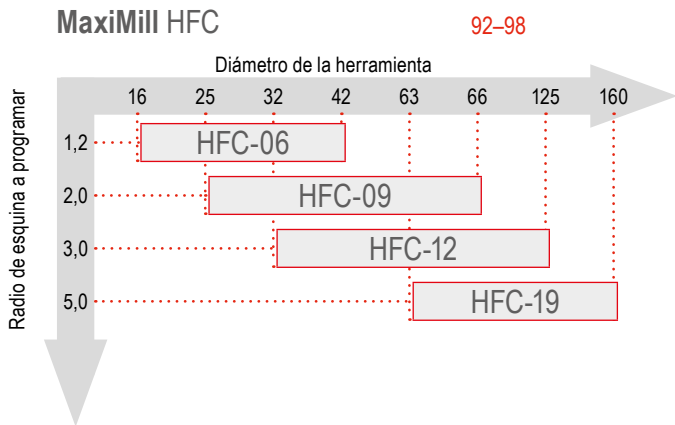 MaxiMill HFC
92–98
Diámetro de la herramienta
16 25 32 42 63 66 125 160
Radio de esquina a programar
1,2 HFC-06
2,0 HFC-09
3,0 HFC-12
5,0 HFC-19